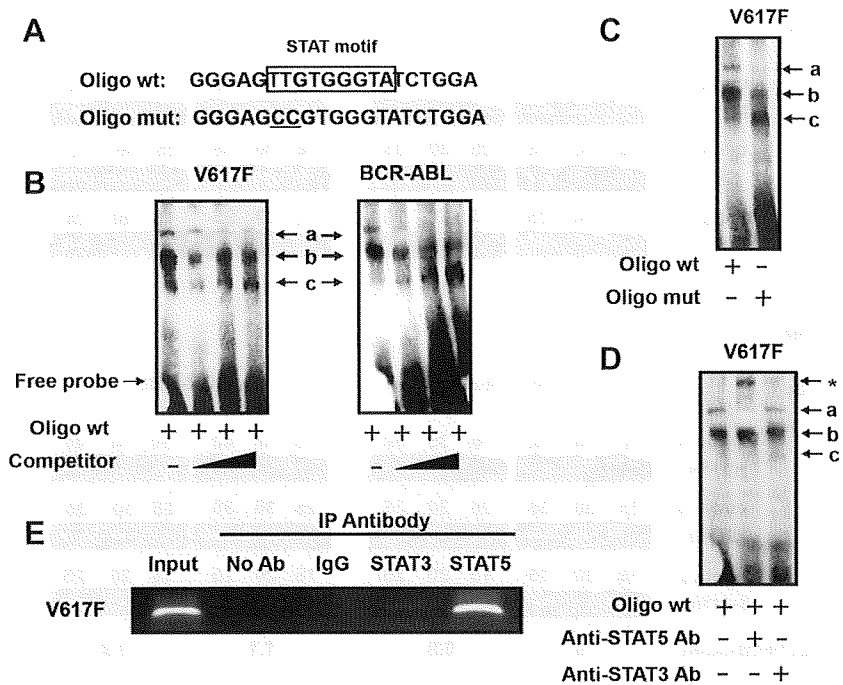 A
STAT motif
Oligo wt: GGGAGTTGTGGGTATCTGGA
Oligo mut: GGGAGCCGTGGGTATCTGGA
B
V617F
BCR-ABL
← a →
← b →
← c →
Free probe →
Oligo wt + + + + + + + +
Competitor – –
C
V617F
← a
← b
← c
Oligo wt + –
Oligo mut – +
D
V617F
← *
← a
← b
← c
Oligo wt + + +
Anti-STAT5 Ab – + –
Anti-STAT3 Ab – – +
E
IP Antibody
Input No Ab IgG STAT3 STAT5
V617F